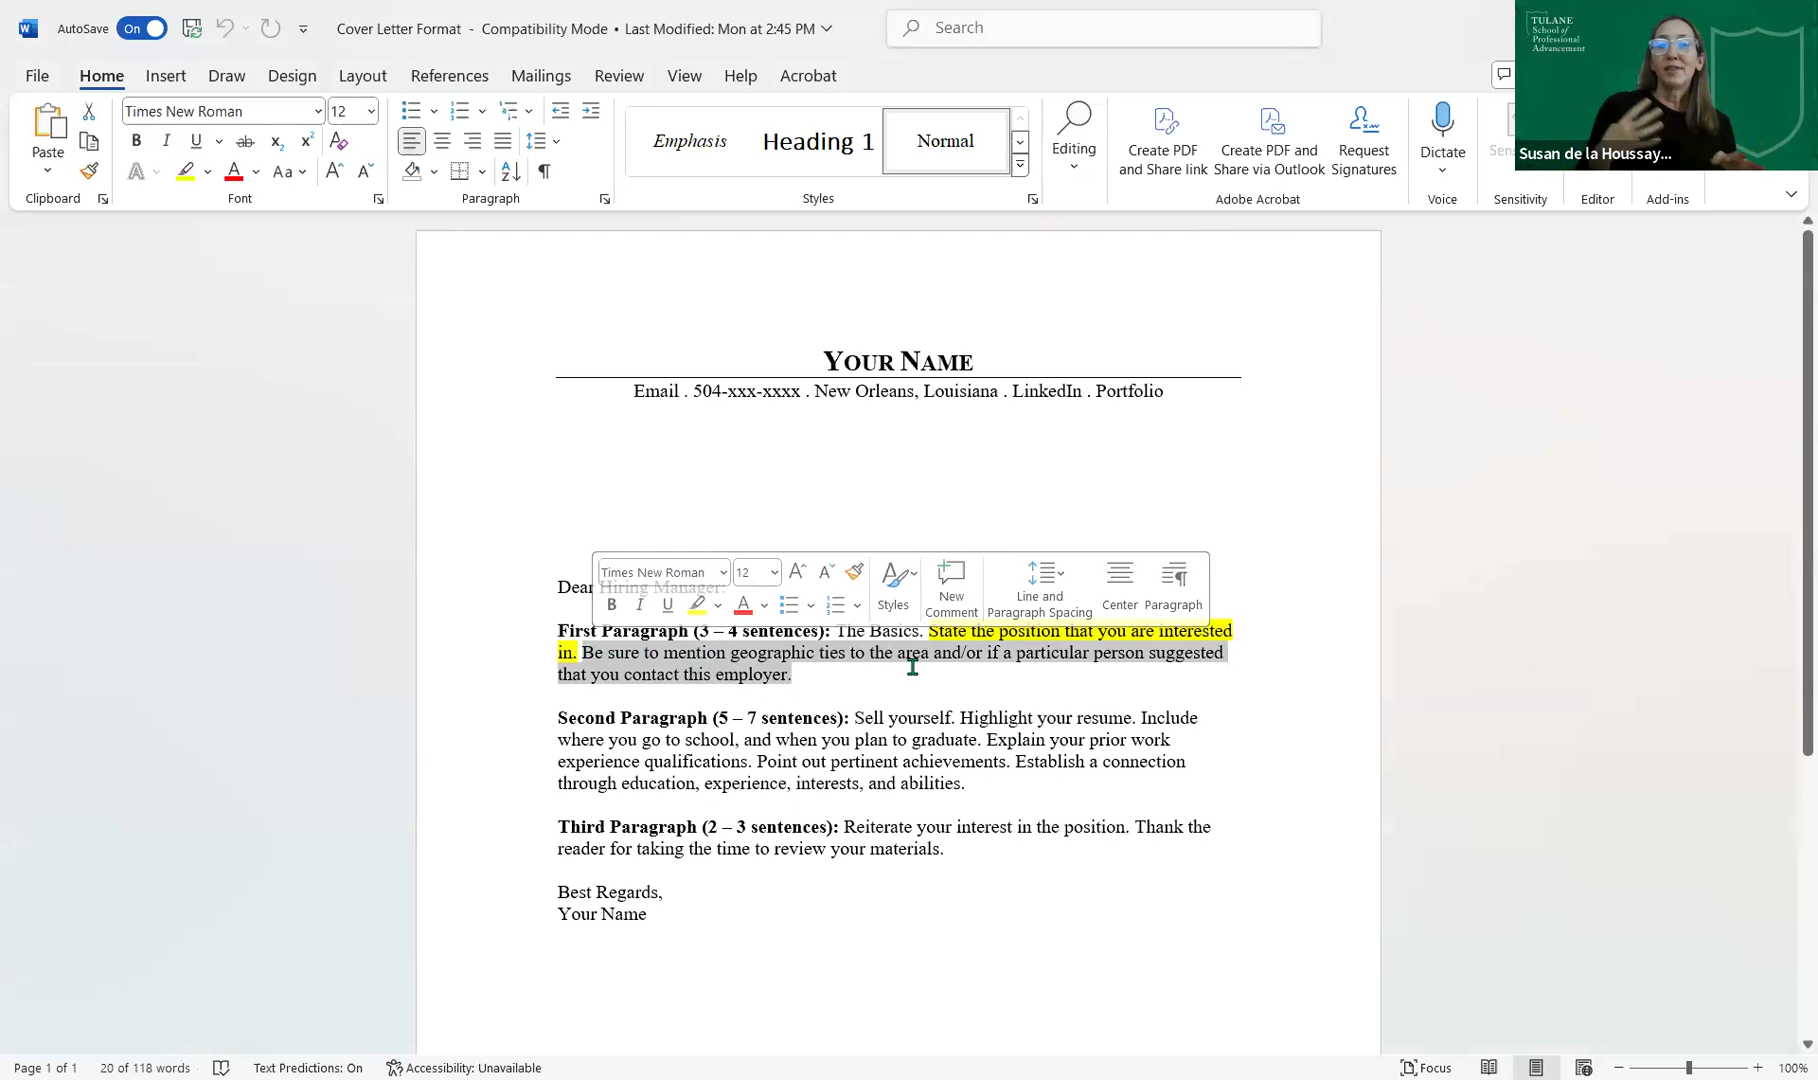 AutoSave On Cover Letter Format - Compatibility Mode • Last Modified: Mon at 2:45 PM Search
TULANE
School of
Professional
Advancement
File Home Insert Draw Design Layout References Mailings Review View Help Acrobat
Times New Roman 12
Paste
Emphasis Heading 1 Normal
Editing
Create PDF
and Share link
Create PDF and
Share via Outlook
Request
Signatures
Dictate
Susan de la Houssay...
Clipboard Font Paragraph Styles Adobe Acrobat Voice Sensitivity Editor Add-ins
YOUR NAME
Email . 504-xxx-xxxx . New Orleans, Louisiana . LinkedIn . Portfolio
Times New Roman 12
Styles
New
Comment
Line and
Paragraph Spacing
Center
Paragraph
Dear Hiring Manager:
First Paragraph (3 – 4 sentences): The Basics. State the position that you are interested
in. Be sure to mention geographic ties to the area and/or if a particular person suggested
that you contact this employer.
Second Paragraph (5 – 7 sentences): Sell yourself. Highlight your resume. Include
where you go to school, and when you plan to graduate. Explain your prior work
experience qualifications. Point out pertinent achievements. Establish a connection
through education, experience, interests, and abilities.
Third Paragraph (2 – 3 sentences): Reiterate your interest in the position. Thank the
reader for taking the time to review your materials.
Best Regards,
Your Name
Page 1 of 1 20 of 118 words Text Predictions: On Accessibility: Unavailable Focus 100%